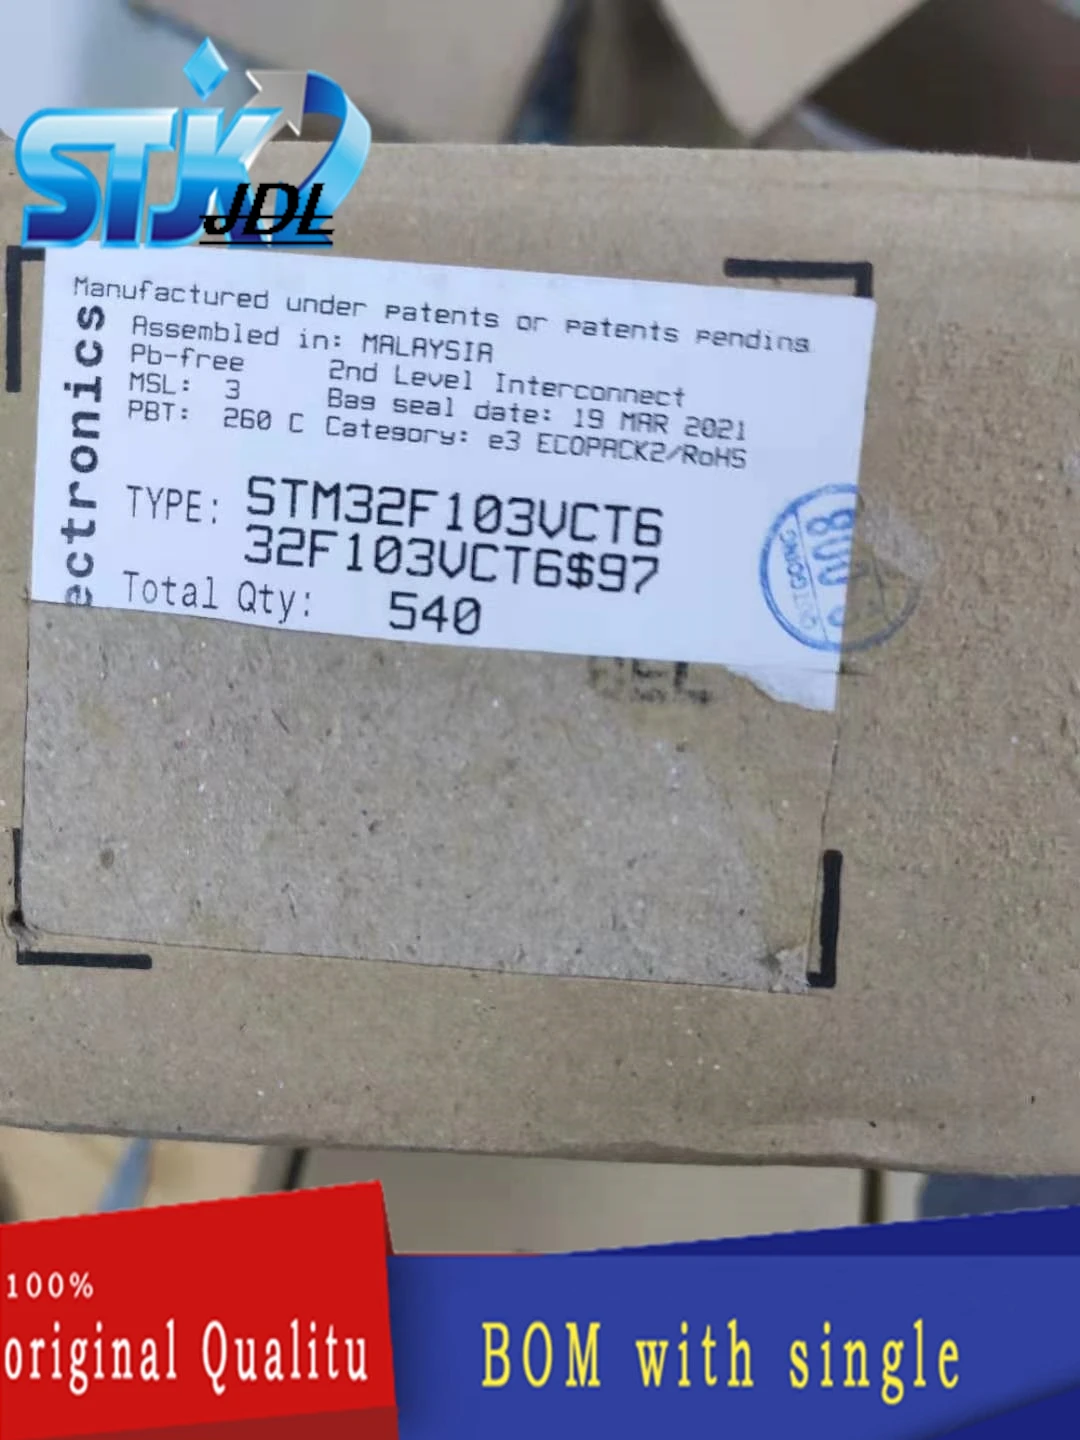 STJK
JDL
Manufactured under patents or patents pending
Assembled in: MALAYSIA
Pb-free 2nd Level Interconnect
MSL: 3 Bag seal date: 19 MAR 2021
PBT: 260 C Category: e3 ECOPACK2/RoHS
ectronics
TYPE: STM32F103VCT6
32F103VCT6$97
Total Qty: 540
100%
original Qualitu
BOM with single